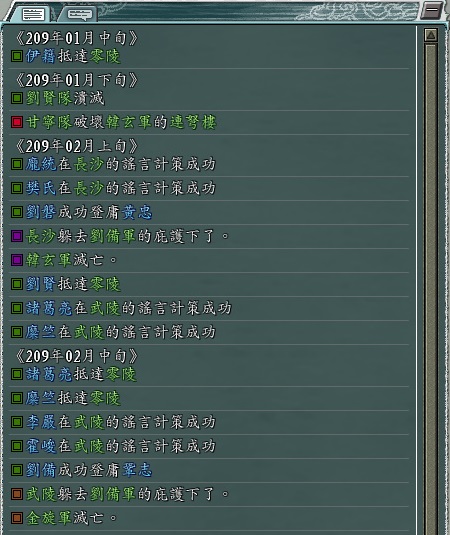 《209年01月中旬》
伊籍抵達零陵
《209年01月下旬》
劉賢隊潰滅
甘寧隊破壞韓玄軍的連弩樓
《209年02月上旬》
龐統在長沙的謠言計策成功
樊氏在長沙的謠言計策成功
劉磐成功登庸黃忠
長沙躲去劉備軍的庇護下了。
韓玄軍滅亡。
劉賢抵達零陵
諸葛亮在武陵的謠言計策成功
糜竺在武陵的謠言計策成功
《209年02月中旬》
諸葛亮抵達零陵
糜竺抵達零陵
李嚴在武陵的謠言計策成功
霍峻在武陵的謠言計策成功
劉備成功登庸鞏志
武陵躲去劉備軍的庇護下了。
金旋軍滅亡。